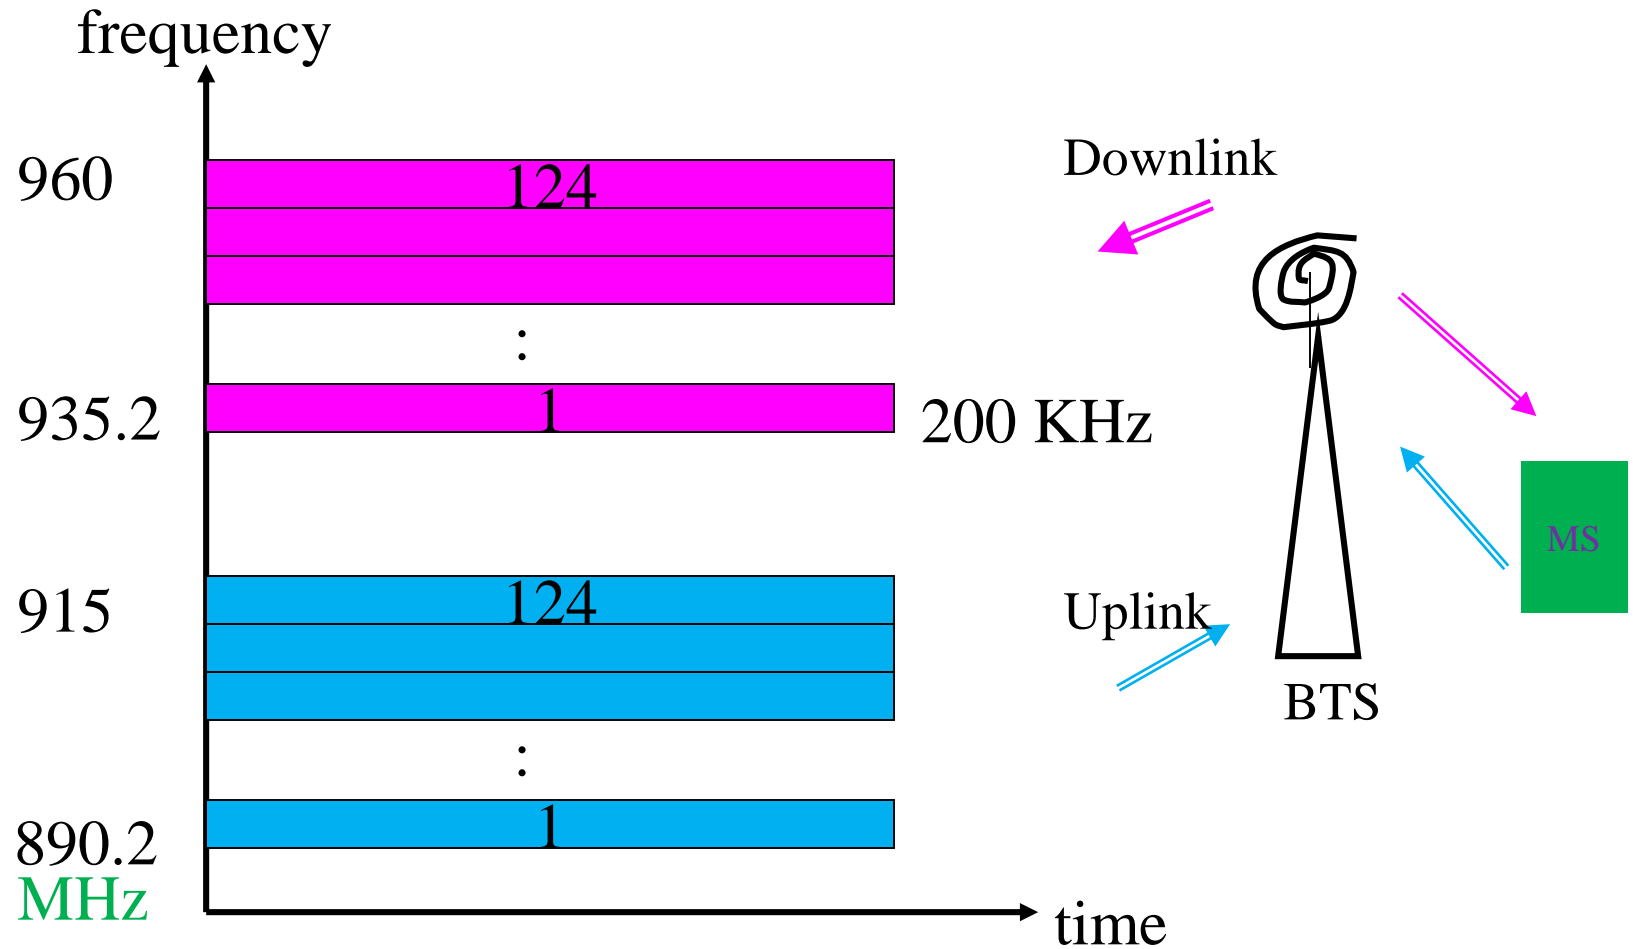 frequency
960
124
Downlink
:
935.2
1
200 KHz
MS
915
124
Uplink
BTS
:
890.2
1
MHz
time